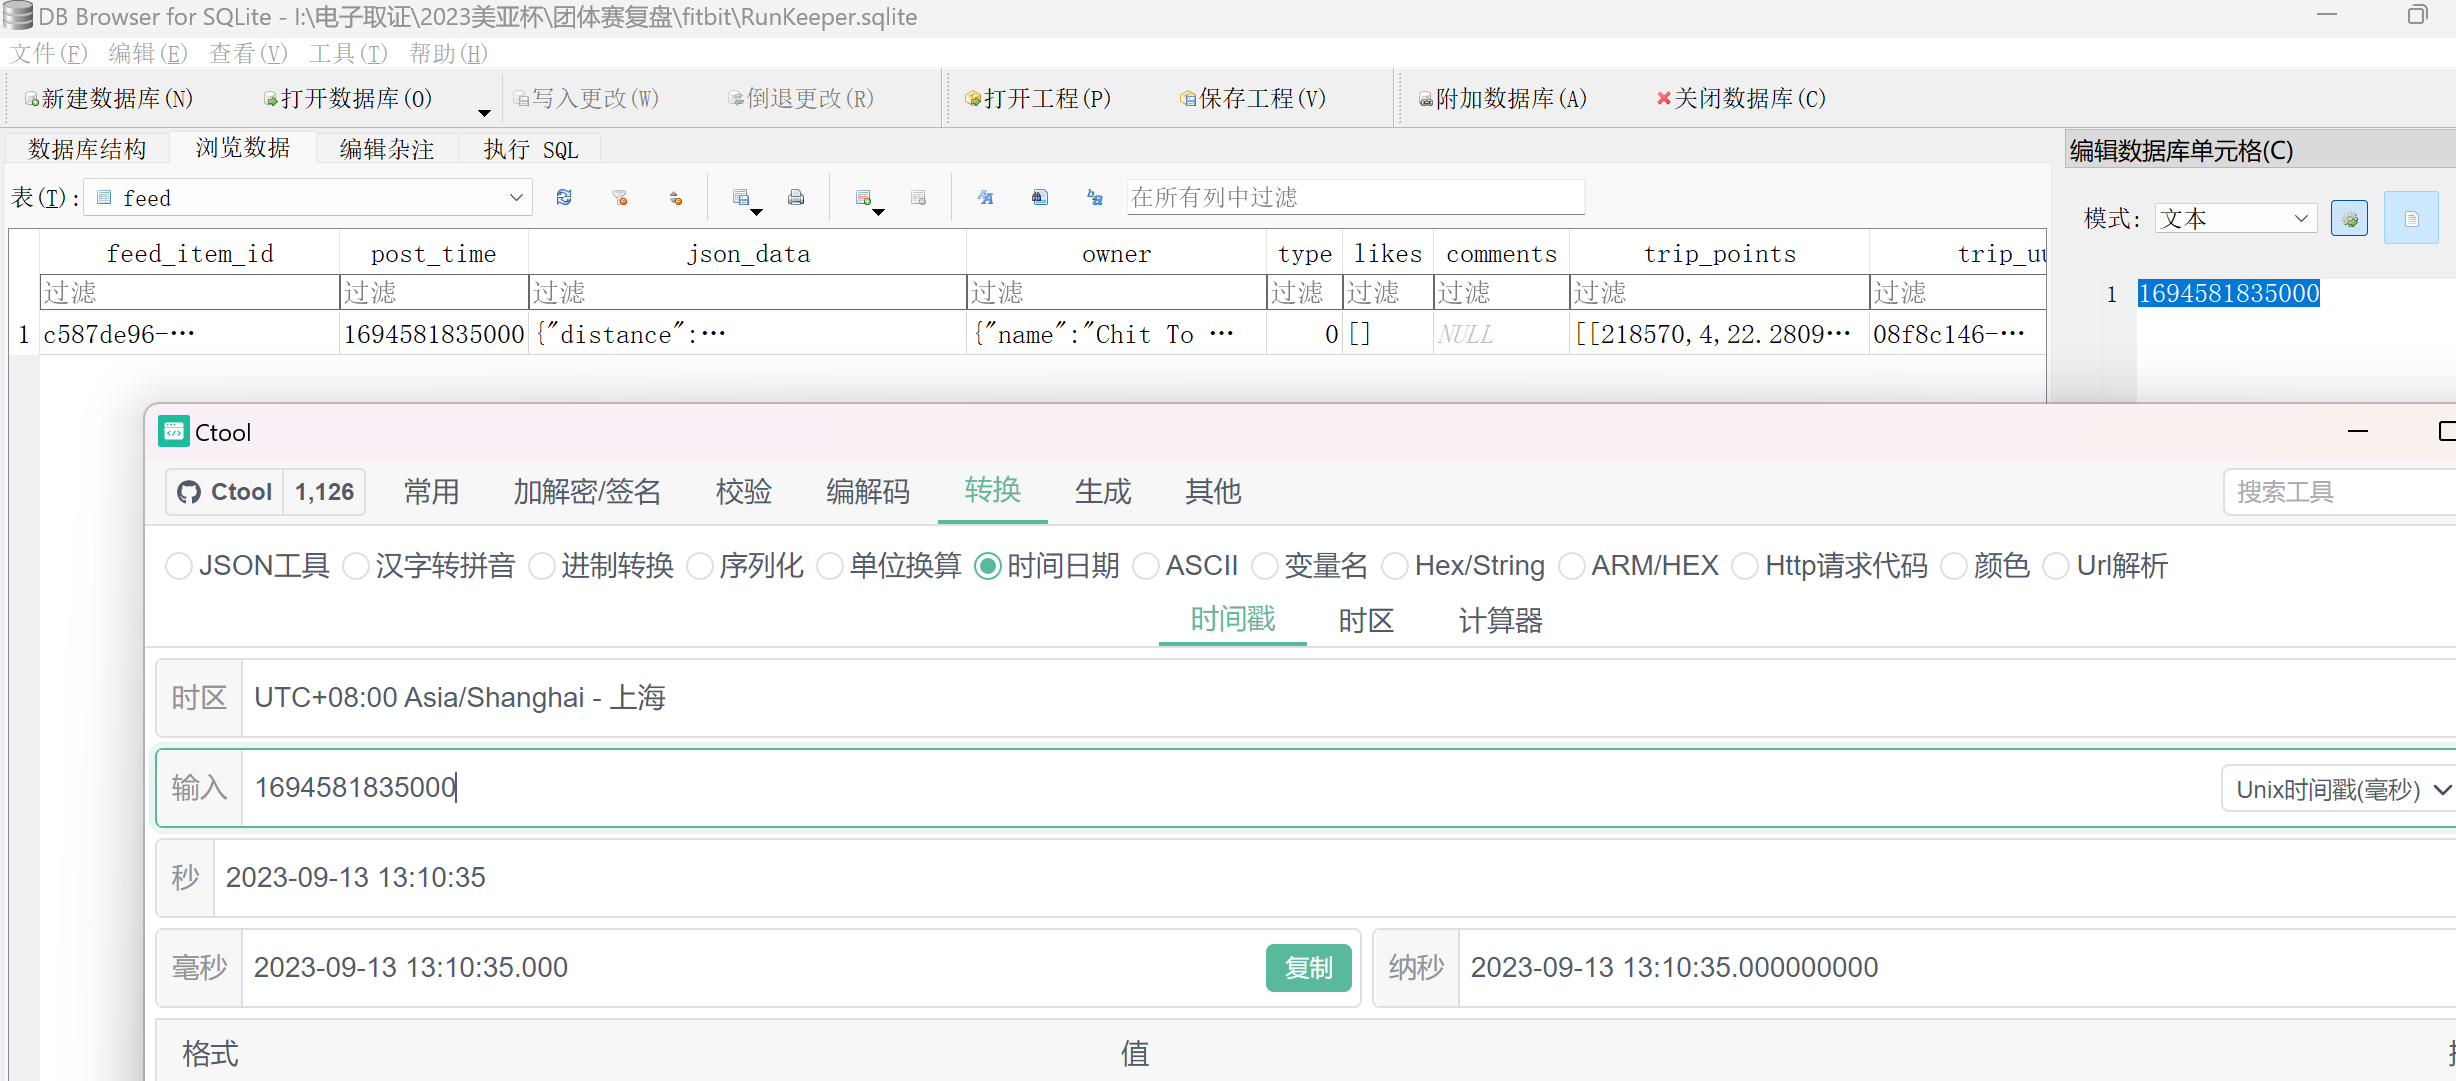 DB Browser for SQLite - I:\电子取证\2023美亚杯\团体赛复盘\fitbit\RunKeeper.sqlite
文件(F) 编辑(E) 查看(V) 工具(T) 帮助(H)
新建数据库(N) 打开数据库(O) 写入更改(W) 倒退更改(R) 打开工程(P) 保存工程(V) 附加数据库(A) 关闭数据库(C)
数据库结构 浏览数据 编辑杂注 执行 SQL
编辑数据库单元格(C)
表(T): feed 在所有列中过滤
模式: 文本
feed_item_id post_time json_data owner type likes comments trip_points trip_uu
过滤 过滤 过滤 过滤 过滤 过滤 过滤 过滤 过滤
1 c587de96-… 1694581835000 {"distance":… {"name":"Chit To … 0 [] NULL [[218570,4,22.2809… 08f8c146-…
1 1694581835000
Ctool
Ctool 1,126 常用 加解密/签名 校验 编解码 转换 生成 其他 搜索工具
JSON工具 汉字转拼音 进制转换 序列化 单位换算 时间日期 ASCII 变量名 Hex/String ARM/HEX Http请求代码 颜色 Url解析
时间戳 时区 计算器
时区 UTC+08:00 Asia/Shanghai - 上海
输入 1694581835000 Unix时间戳(毫秒)
秒 2023-09-13 13:10:35
毫秒 2023-09-13 13:10:35.000 复制 纳秒 2023-09-13 13:10:35.000000000
格式 值